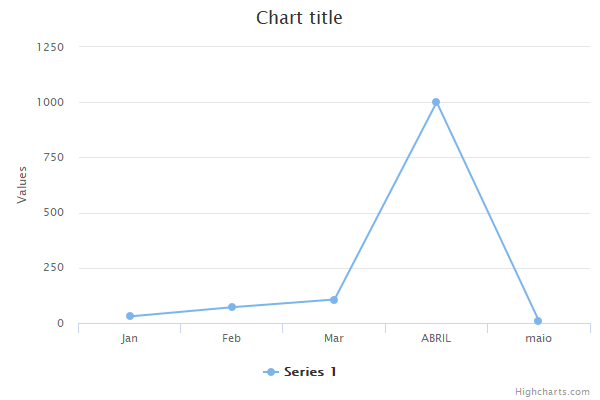 Chart title
1250
1000
750
500
250
0
Values
Jan Feb Mar ABRIL maio
Series 1
Highcharts.com